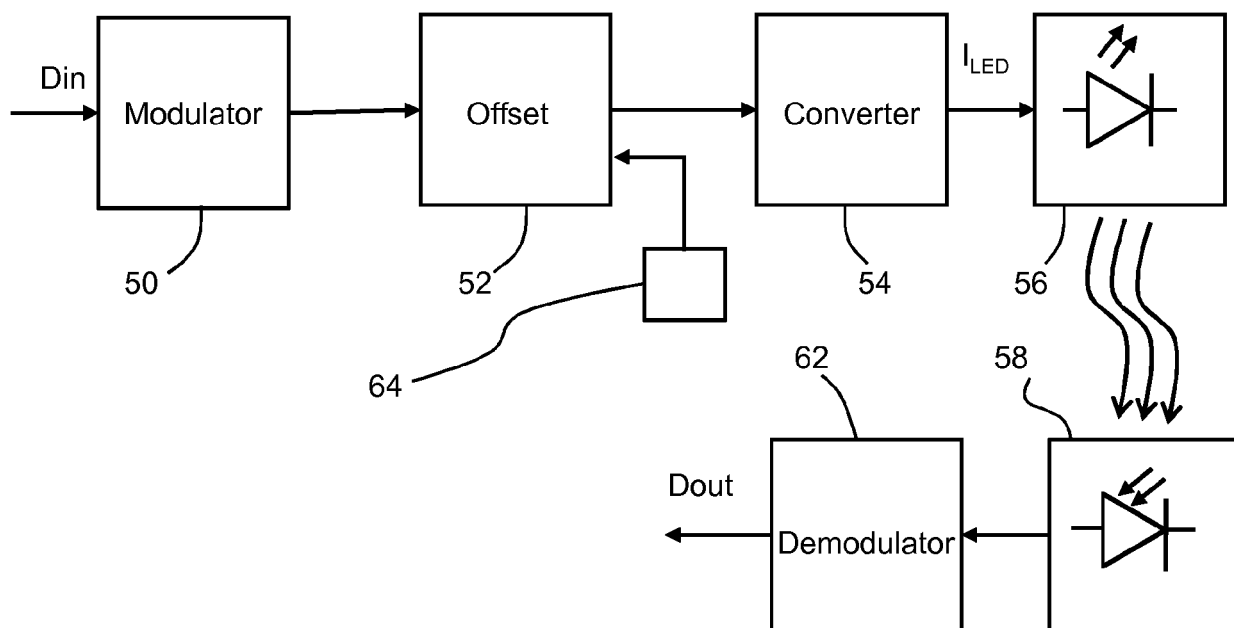 Din
Modulator
Offset
Converter
I_LED
50
52
54
56
64
62
58
Dout
Demodulator